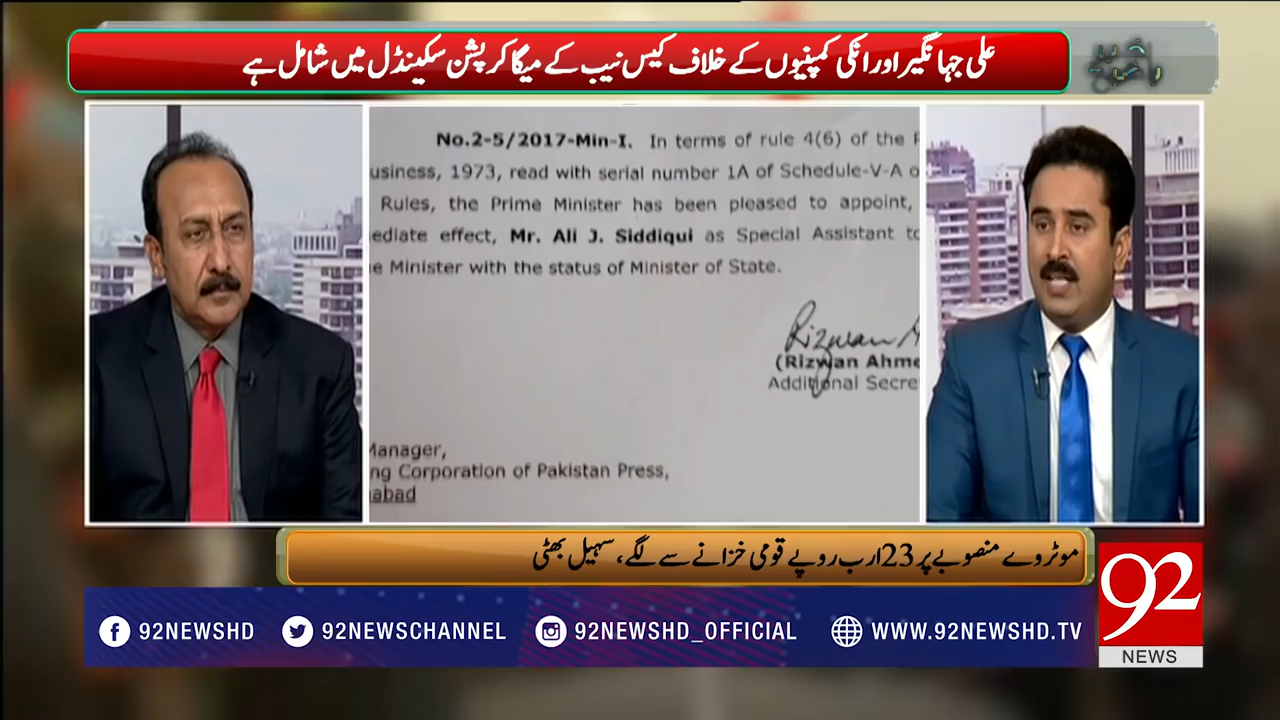 علی جہانگیر اور انکی کمپنیوں کے خلاف کیس نیب کے میگا کرپشن سکینڈل میں شامل ہے
No.2-5/2017-Min-I. In terms of rule 4(6) of the
usiness, 1973, read with serial number 1A of Schedule-V-A
Rules, the Prime Minister has been pleased to appoint,
ediate effect, Mr. Ali J. Siddiqui as Special Assistant to
e Minister with the status of Minister of State.
Rizwan
(Rizwan Ahme
Additional Secre
Manager,
ng Corporation of Pakistan Press,
abad
موٹروے منصوبے پر 23 ارب روپے قومی خزانے سے لگے، سہیل بھٹی
92NEWSHD 92NEWSCHANNEL 92NEWSHD_OFFICIAL WWW.92NEWSHD.TV
92
NEWS